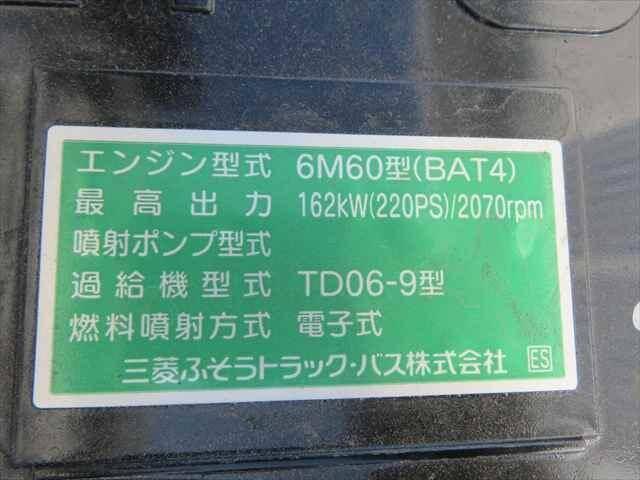 エンジン型式 6M60型(BAT4)
最高出力 162kW(220PS)/2070rpm
噴射ポンプ型式
過給機型式 TD06-9型
燃料噴射方式 電子式
三菱ふそうトラック・バス株式会社 ES